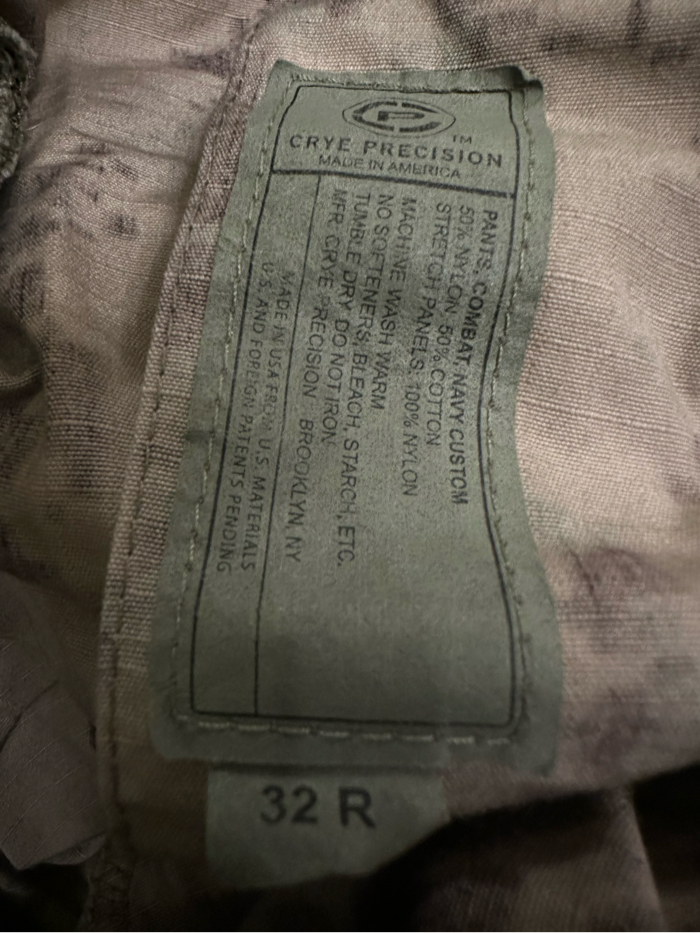 CP
CRYE PRECISION™
MADE IN AMERICA
PANTS, COMBAT, NAVY CUSTOM
50% NYLON 50% COTTON
STRETCH PANELS: 100% NYLON
MACHINE WASH WARM
NO SOFTENERS, BLEACH, STARCH, ETC.
TUMBLE DRY DO NOT IRON
MFR. CRYE PRECISION BROOKLYN, NY
MADE IN USA FROM U.S. MATERIALS
U.S. AND FOREIGN PATENTS PENDING
32 R